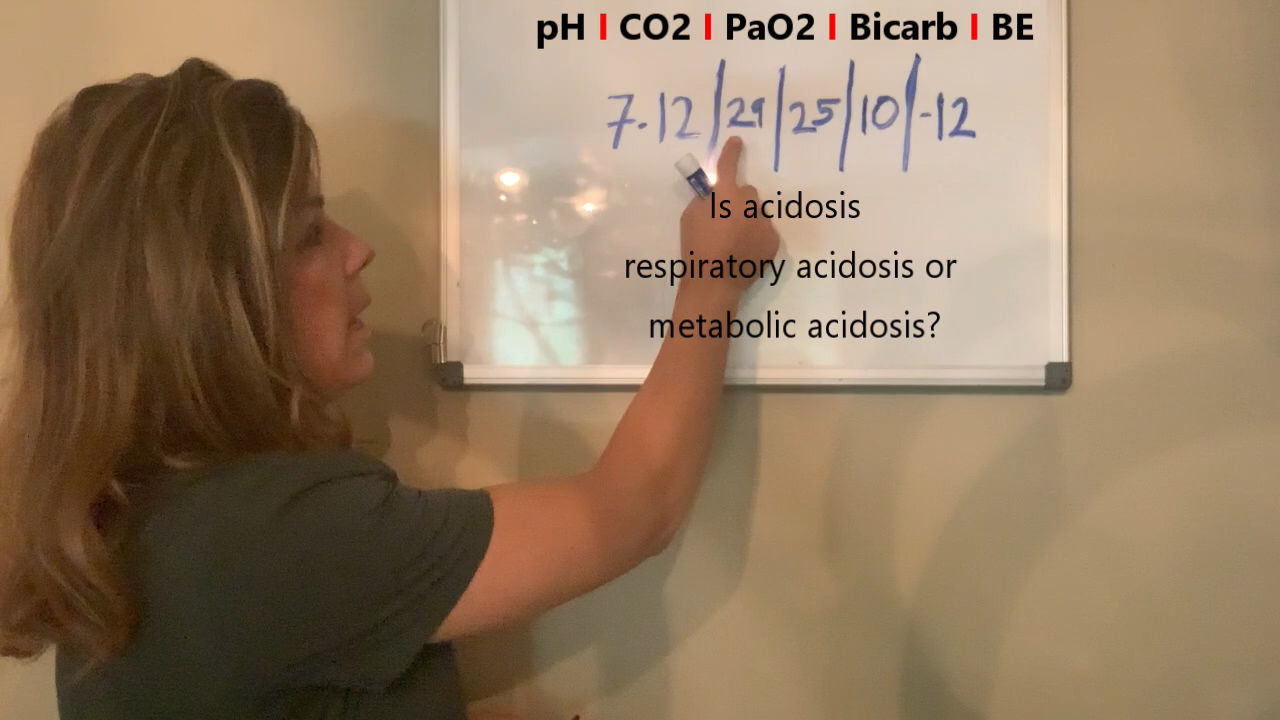 pH I CO2 I PaO2 I Bicarb I BE
7.12 | 29 | 25 | 10 | -12
Is acidosis
respiratory acidosis or
metabolic acidosis?